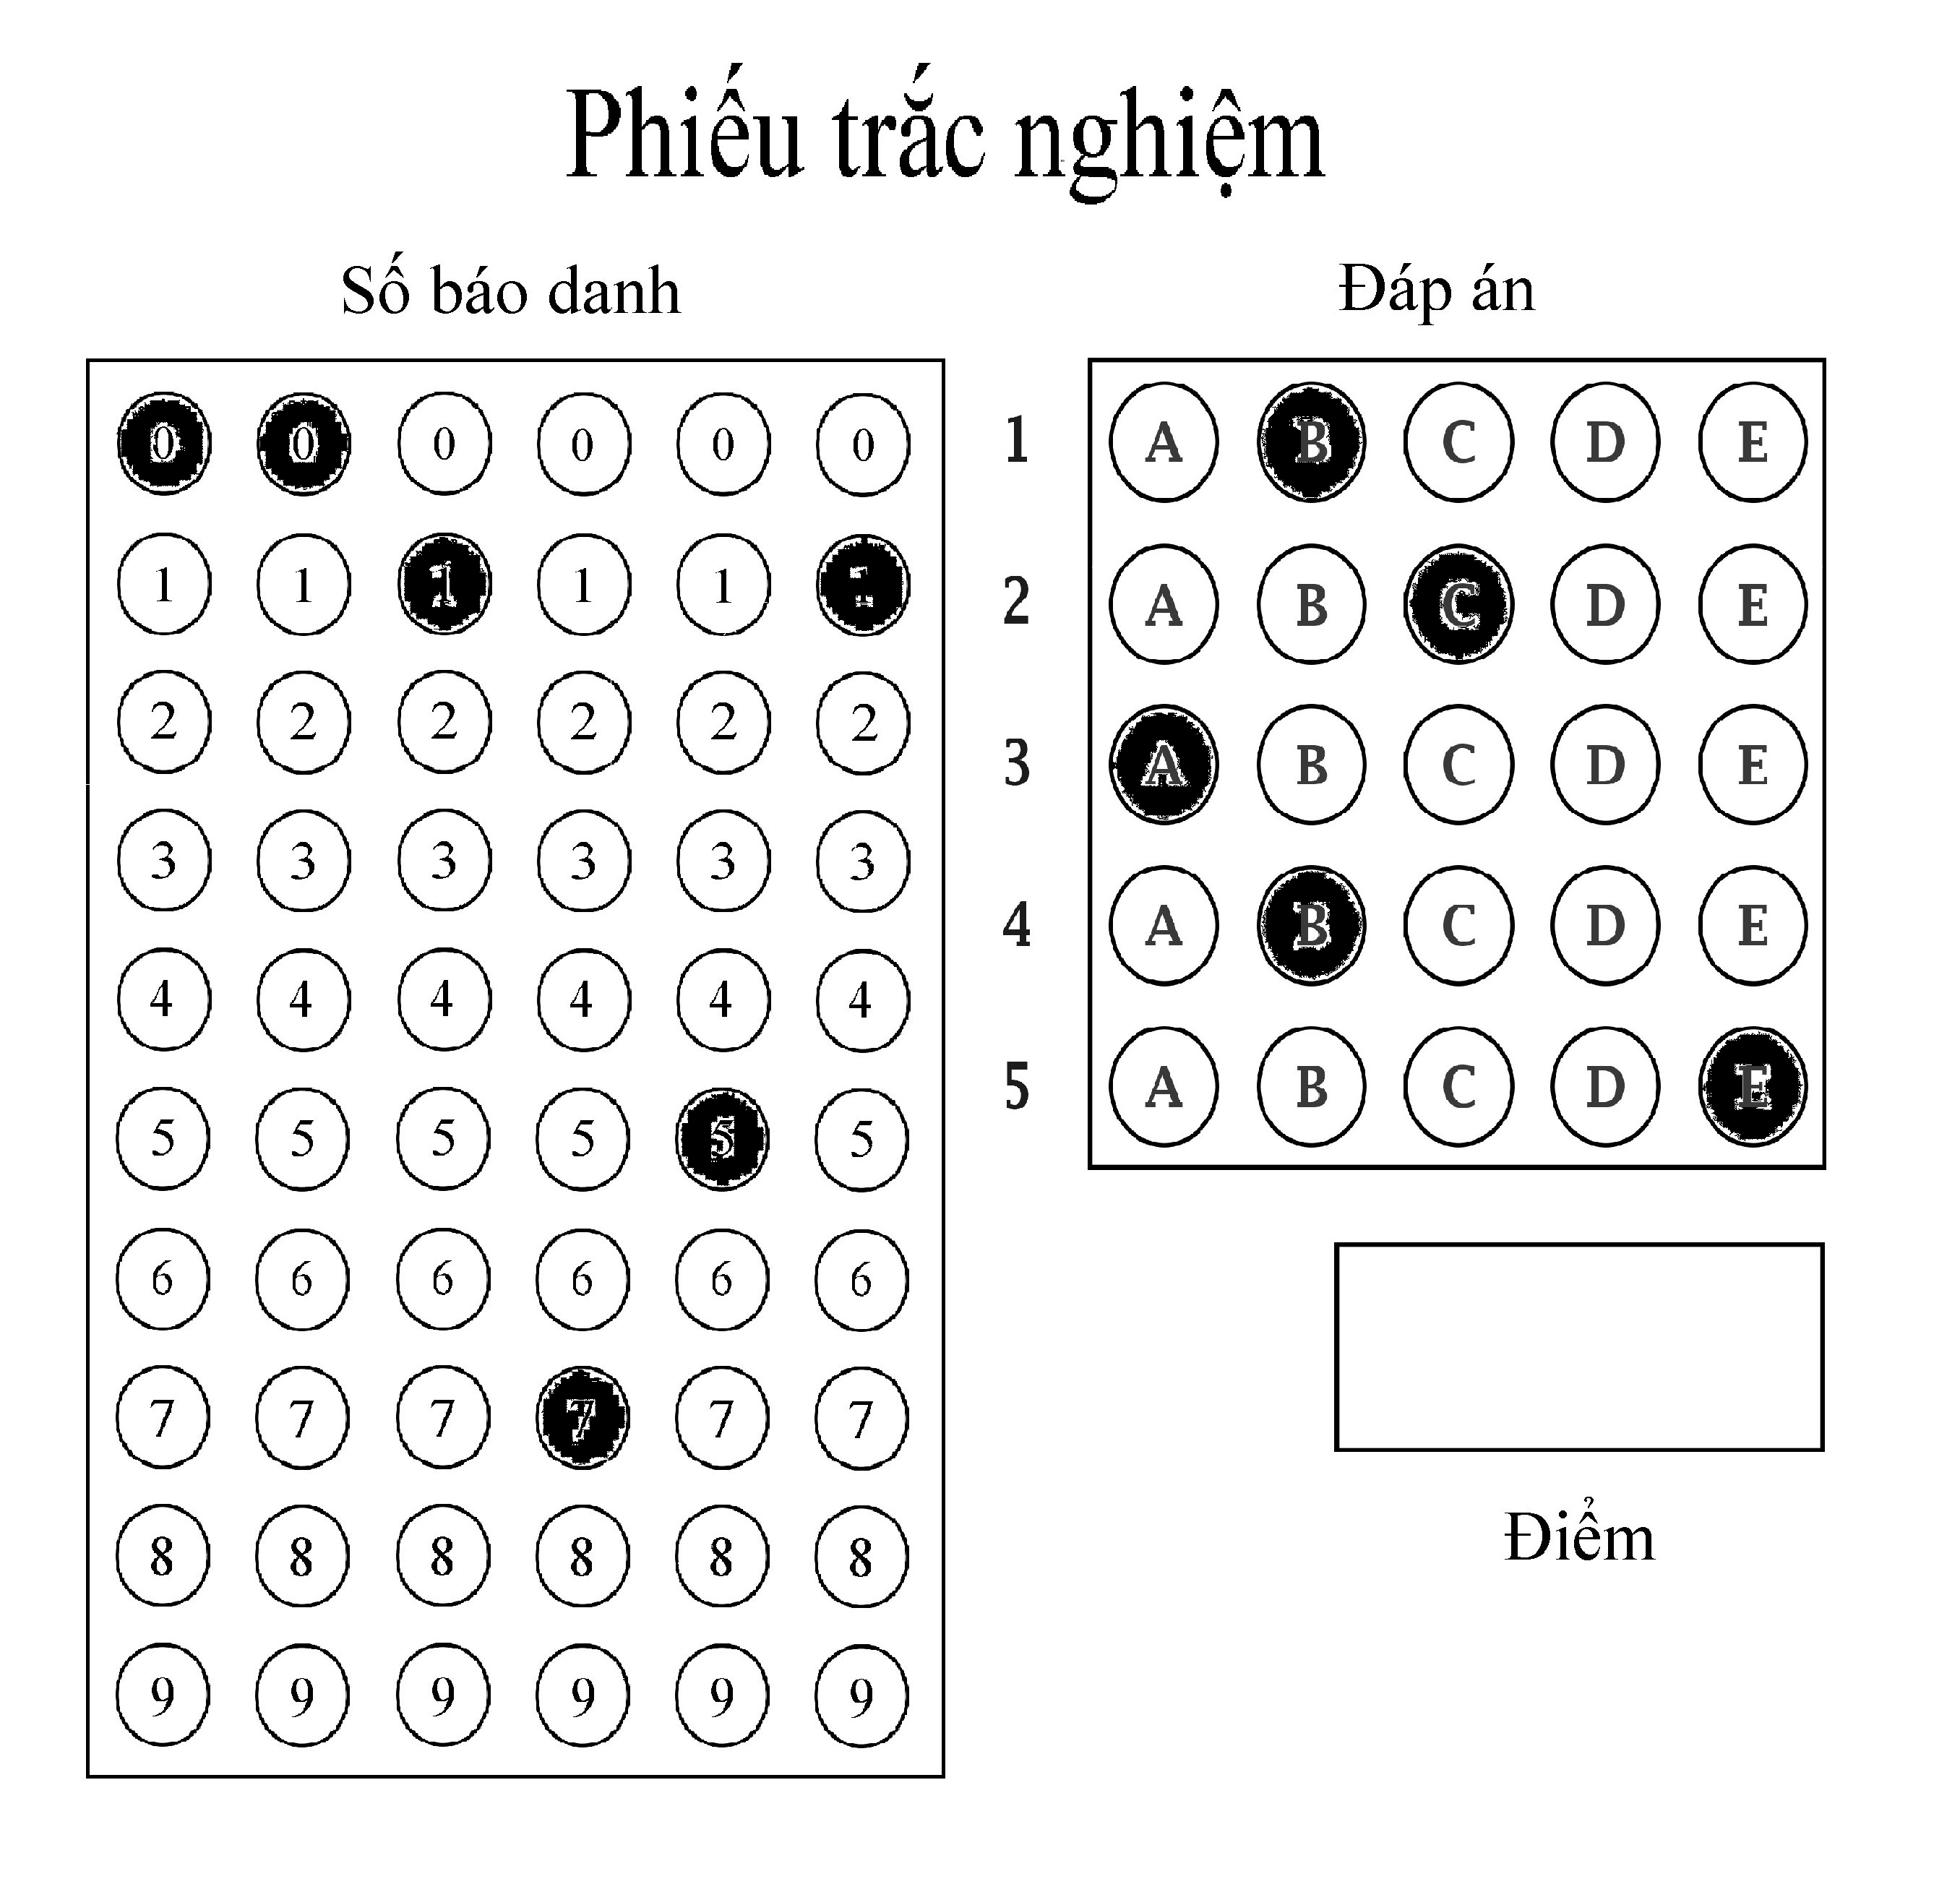 Phiếu trắc nghiệm
Số báo danh
0 0 0 0 0 0
1 1 1 1 1 1
2 2 2 2 2 2
3 3 3 3 3 3
4 4 4 4 4 4
5 5 5 5 5 5
6 6 6 6 6 6
7 7 7 7 7 7
8 8 8 8 8 8
9 9 9 9 9 9
Đáp án
1 A B C D E
2 A B C D E
3 A B C D E
4 A B C D E
5 A B C D E
Điểm